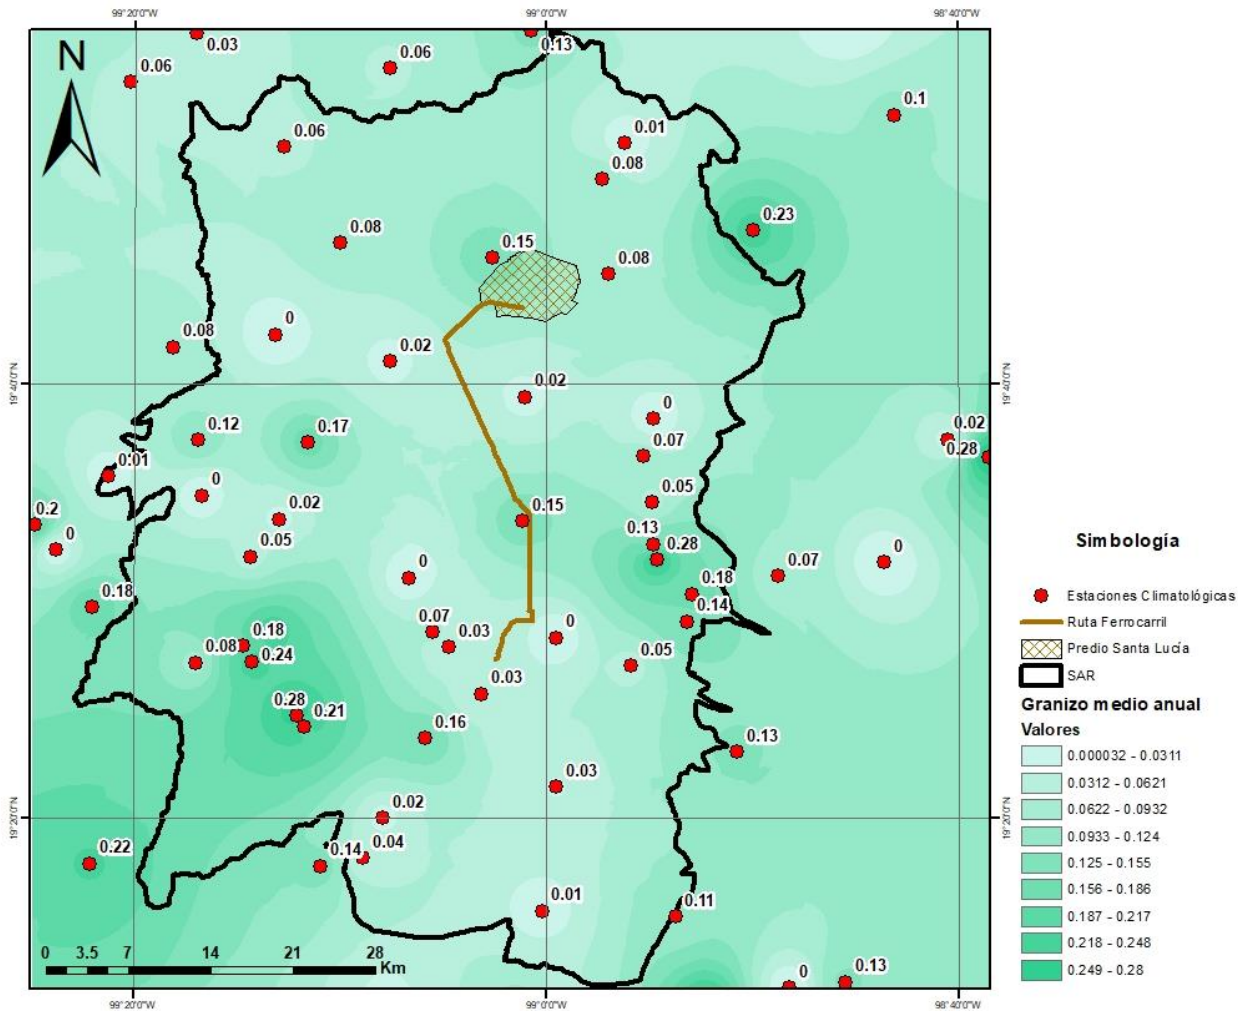 99°20'0"W 99°0'0"W 98°40'0"W
N
0.03
0.13
0.06
0.06
0.1
0.06
0.01
0.08
0.23
0.08
0.15
0.08
0
0.08
0.02
19°40'0"N 19°40'0"N
0.02
0
0.12
0.17
0.02
0.07
0.28
0.01
0
0.05
0.02
0.15
0.2
0.13
0
0.05
0.28
0
0.07
0
0.18
0.18
0.14
0.07
0
0.18
0.03
0.08
0.24
0.05
0.03
0.28
0.21
0.16
0.13
0.03
0.02
19°20'0"N 19°20'0"N
0.04
0.14
0.22
0.01
0.11
0
0.13
0 3.5 7 14 21 28
Km
99°20'0"W 99°0'0"W 98°40'0"W
Simbología
Estaciones Climatológicas
Ruta Ferrocarril
Predio Santa Lucía
SAR
Granizo medio anual
Valores
0.000032 - 0.0311
0.0312 - 0.0621
0.0622 - 0.0932
0.0933 - 0.124
0.125 - 0.155
0.156 - 0.186
0.187 - 0.217
0.218 - 0.248
0.249 - 0.28